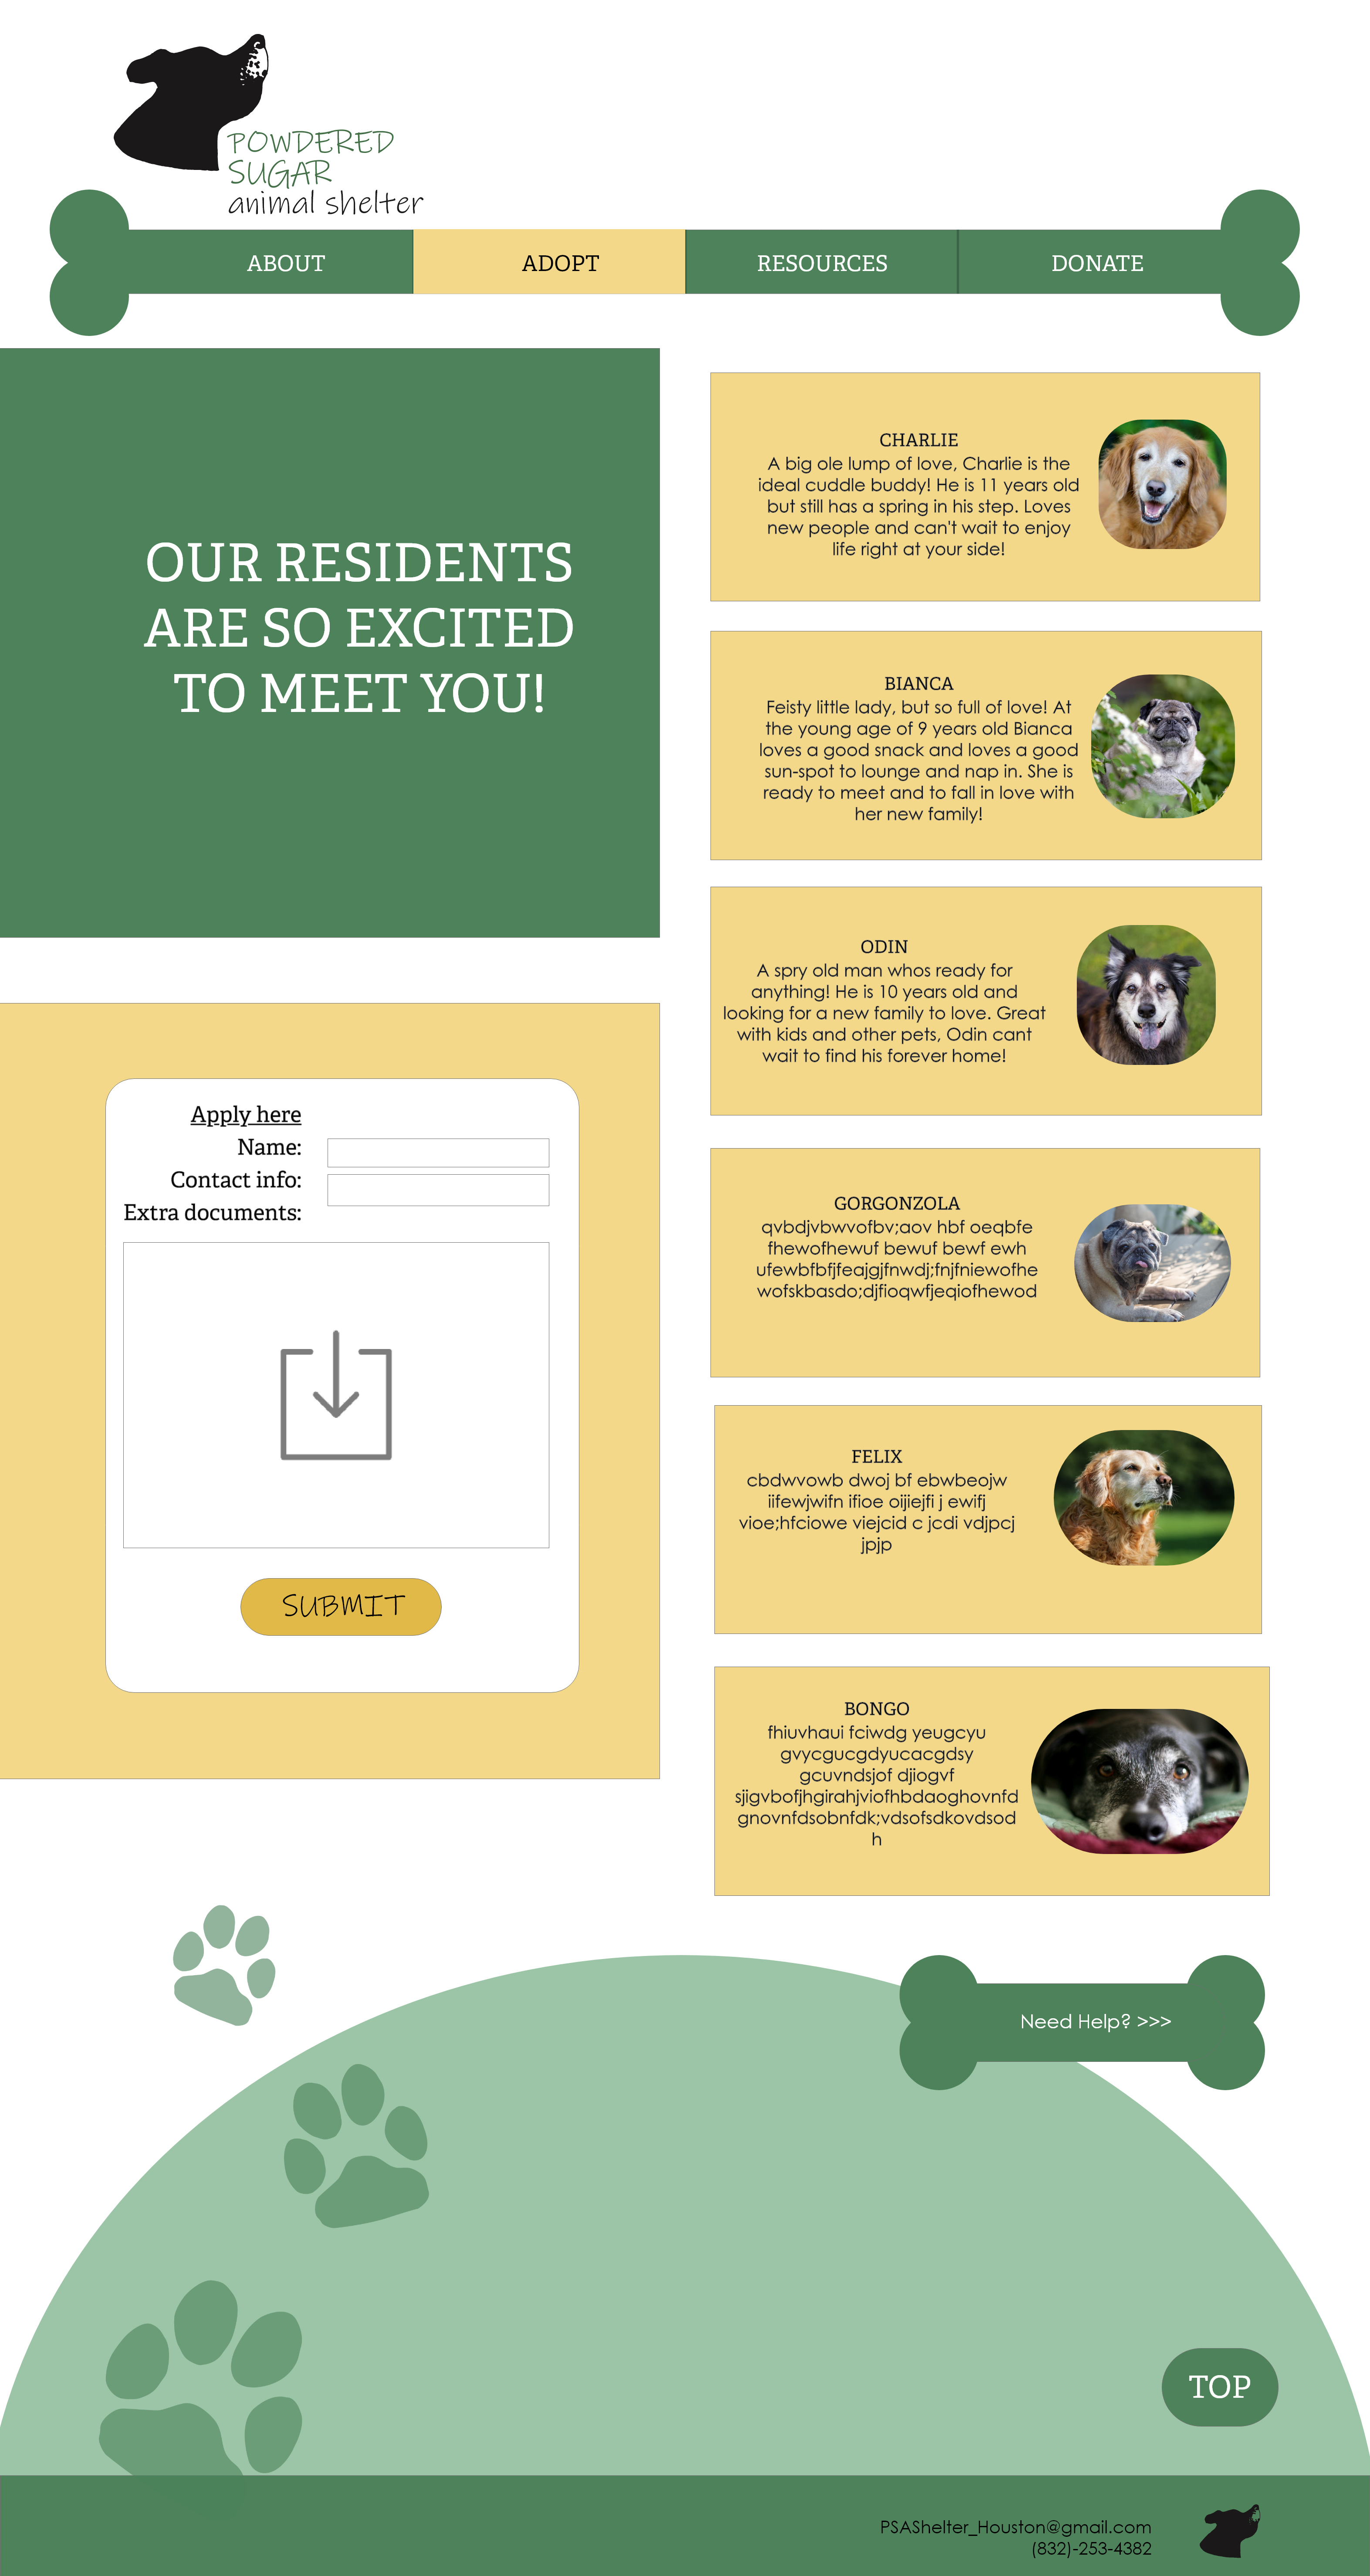 POWDERED
SUGAR
animal shelter
ABOUT
ADOPT
RESOURCES
DONATE
OUR RESIDENTS
ARE SO EXCITED
TO MEET YOU!
CHARLIE
A big ole lump of love, Charlie is the
ideal cuddle buddy! He is 11 years old
but still has a spring in his step. Loves
new people and can't wait to enjoy
life right at your side!
BIANCA
Feisty little lady, but so full of love! At
the young age of 9 years old Bianca
loves a good snack and loves a good
sun-spot to lounge and nap in. She is
ready to meet and to fall in love with
her new family!
ODIN
A spry old man whos ready for
anything! He is 10 years old and
looking for a new family to love. Great
with kids and other pets, Odin cant
wait to find his forever home!
Apply here
Name:
Contact info:
Extra documents:
SUBMIT
GORGONZOLA
qvbdjvbwvofbv;aov hbf oeqbfe
fhewofhewuf bewuf bewf ewh
ufewbfbfjfeajgjfnwdj;fnjfniewofhe
wofskbasdo;djfioqwfjeqiofhewod
FELIX
cbdwvowb dwoj bf ebwbeojw
iifewjwifn ifioe oijiejfi j ewifj
vioe;hfciowe viejcid c jcdi vdjpcj
jpjp
BONGO
fhiuvhaui fciwdg yeugcyu
gvycgucgdyucacgdsy
gcuvndsjof djiogvf
sjigvbofjhgirahjviofhbdaoghovnfd
gnovnfdsobnfdk;vdsofsdkovdsod
h
Need Help? >>>
TOP
PSAShelter_Houston@gmail.com
(832)-253-4382